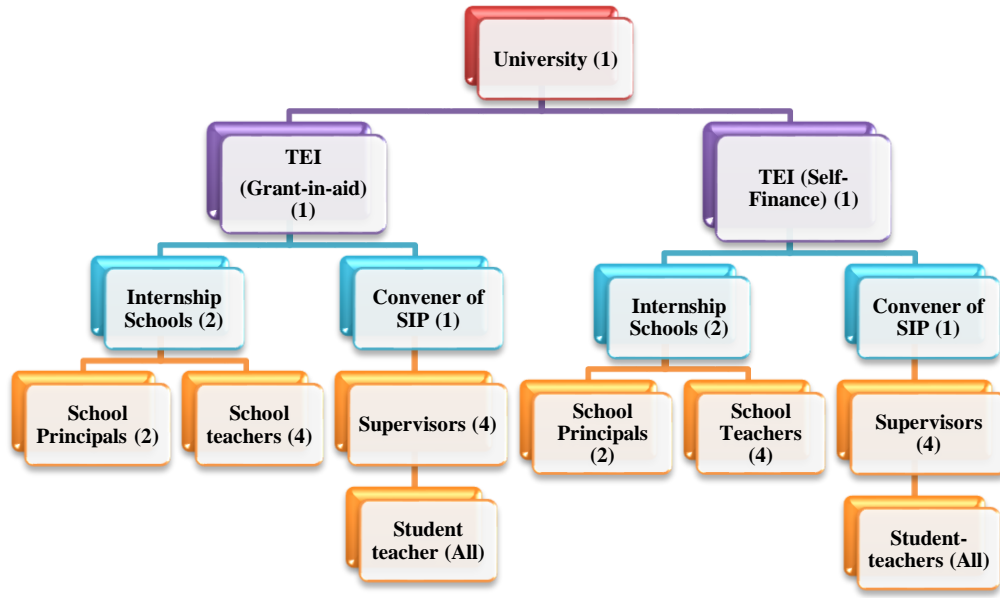 University (1)
TEI
(Grant-in-aid)
(1)
TEI (Self-
Finance) (1)
Internship
Schools (2)
Convener of
SIP (1)
Internship
Schools (2)
Convener of
SIP (1)
School
Principals (2)
School
teachers (4)
Supervisors (4)
School
Principals
(2)
School
Teachers
(4)
Supervisors
(4)
Student
teacher (All)
Student-
teachers (All)